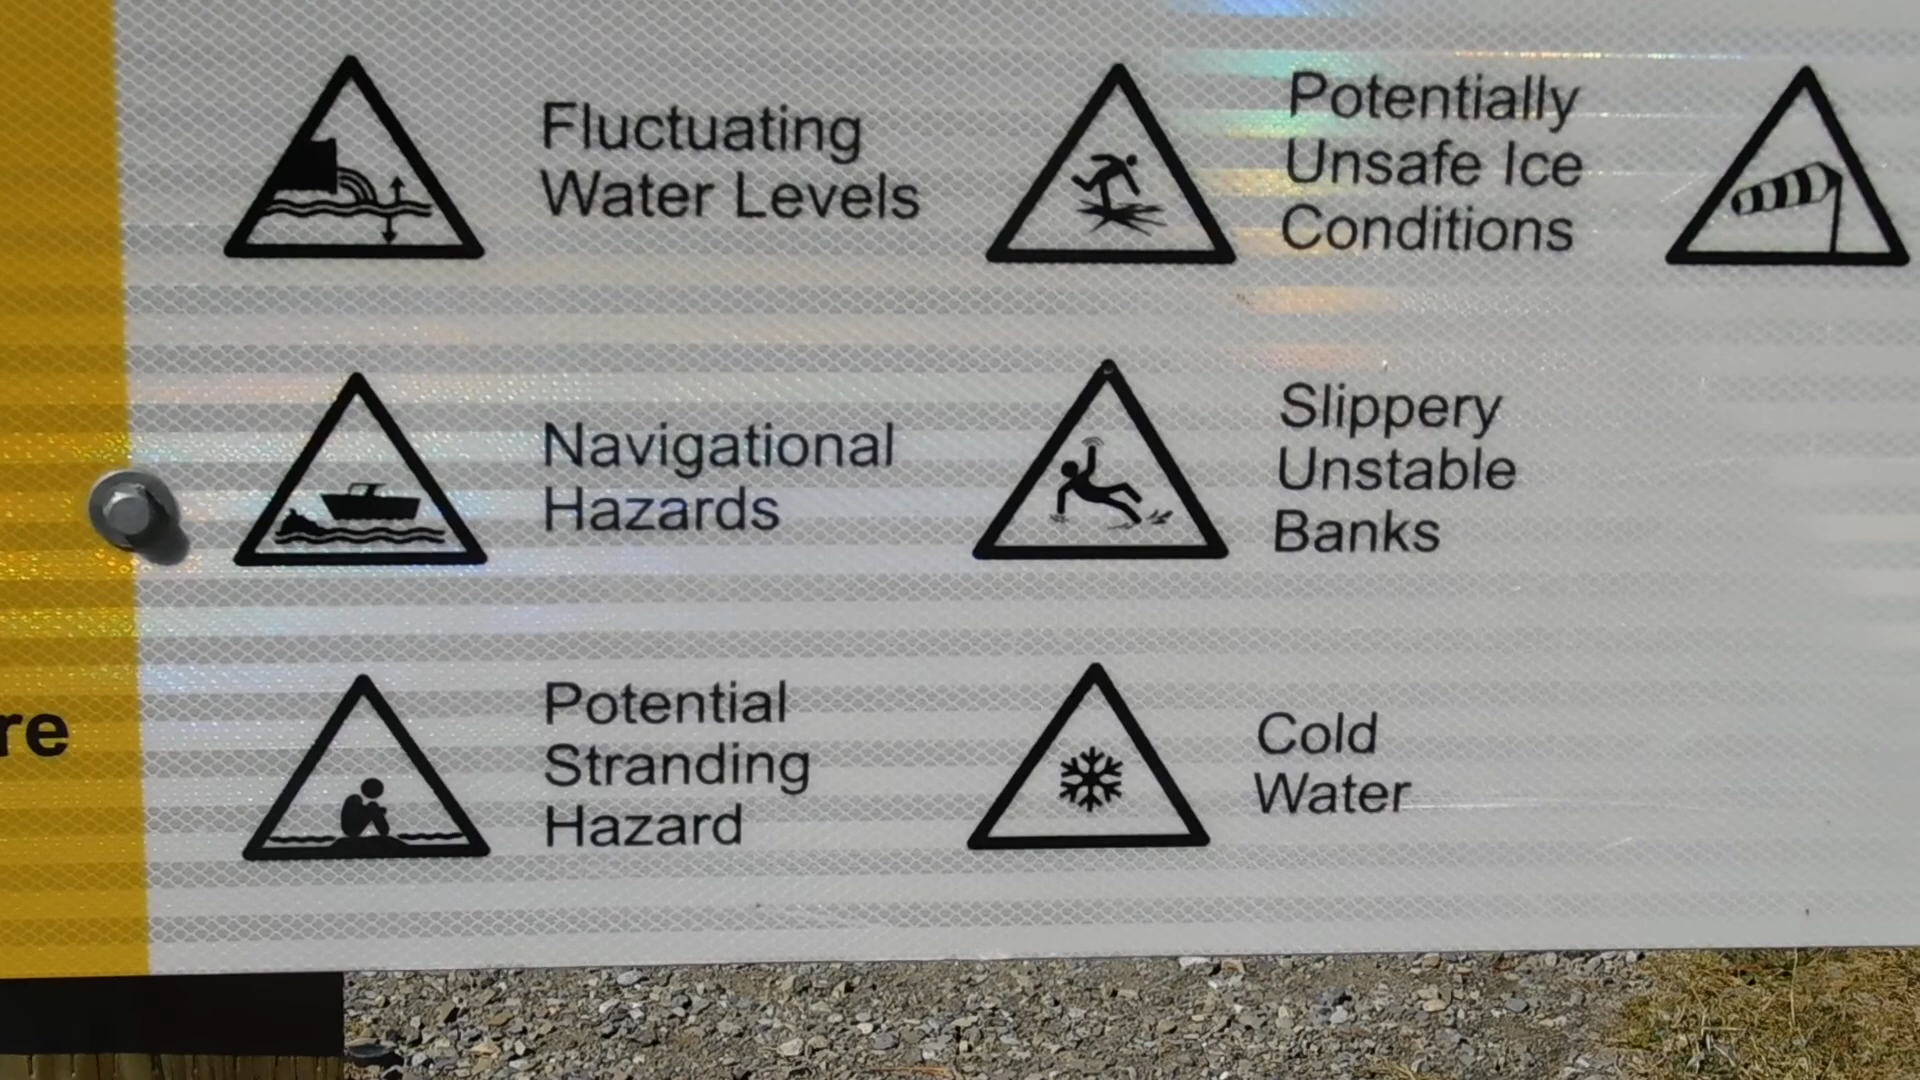 Fluctuating
Water Levels
Potentially
Unsafe Ice
Conditions
Navigational
Hazards
Slippery
Unstable
Banks
re
Potential
Stranding
Hazard
Cold
Water